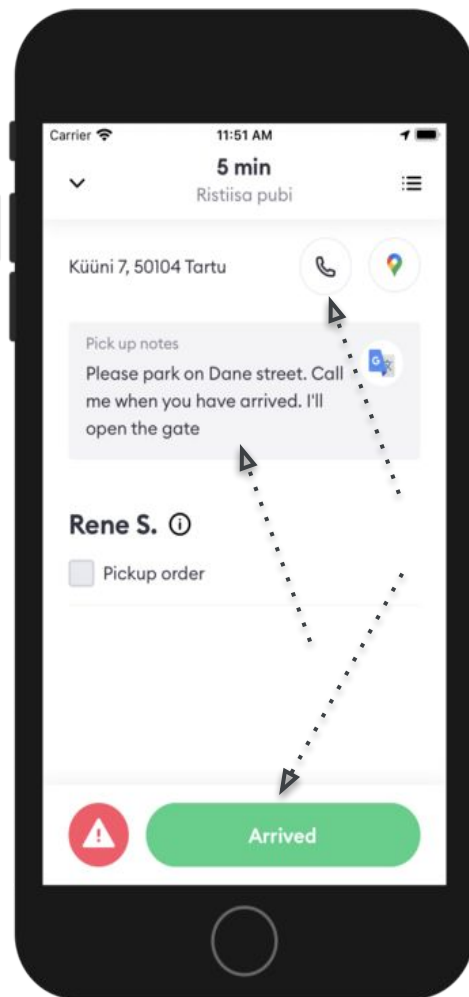 Carrier
11:51 AM
5 min
Ristiisa pubi
Küüni 7, 50104 Tartu
Pick up notes
Please park on Dane street. Call
me when you have arrived. I'll
open the gate
Rene S.
Pickup order
Arrived